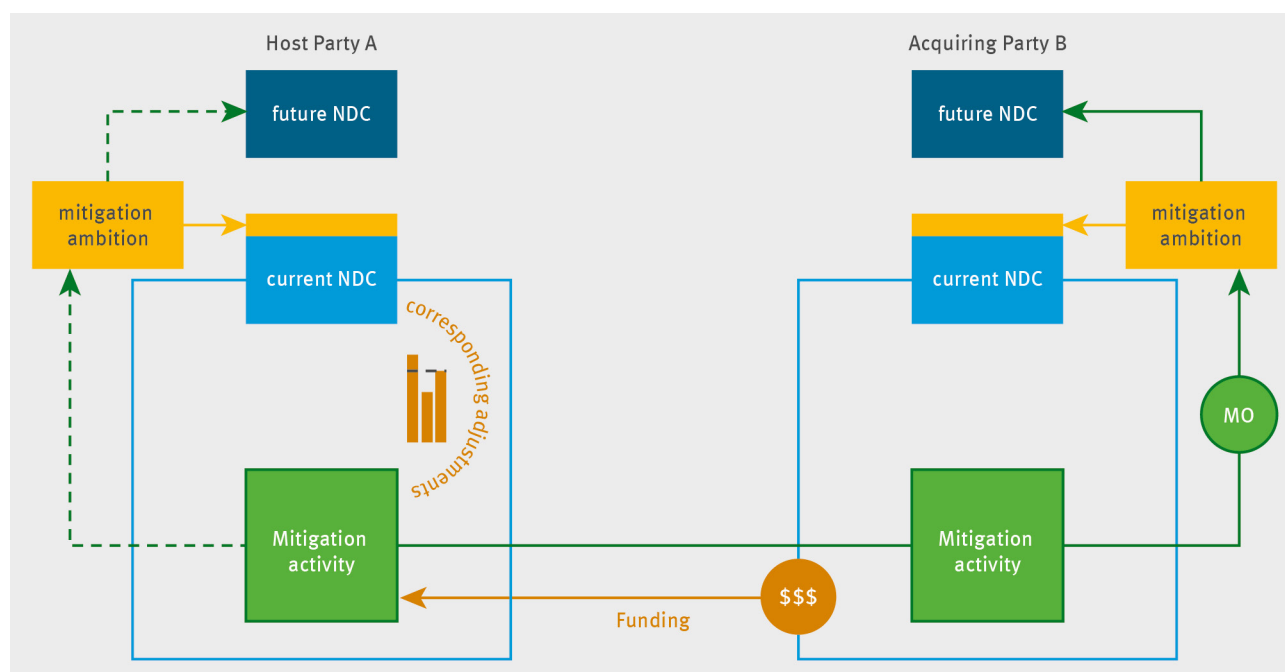 Host Party A
Acquiring Party B
future NDC
future NDC
mitigation
ambition
mitigation
ambition
current NDC
current NDC
corresponding adjustments
MO
Mitigation
activity
Mitigation
activity
$$$
Funding